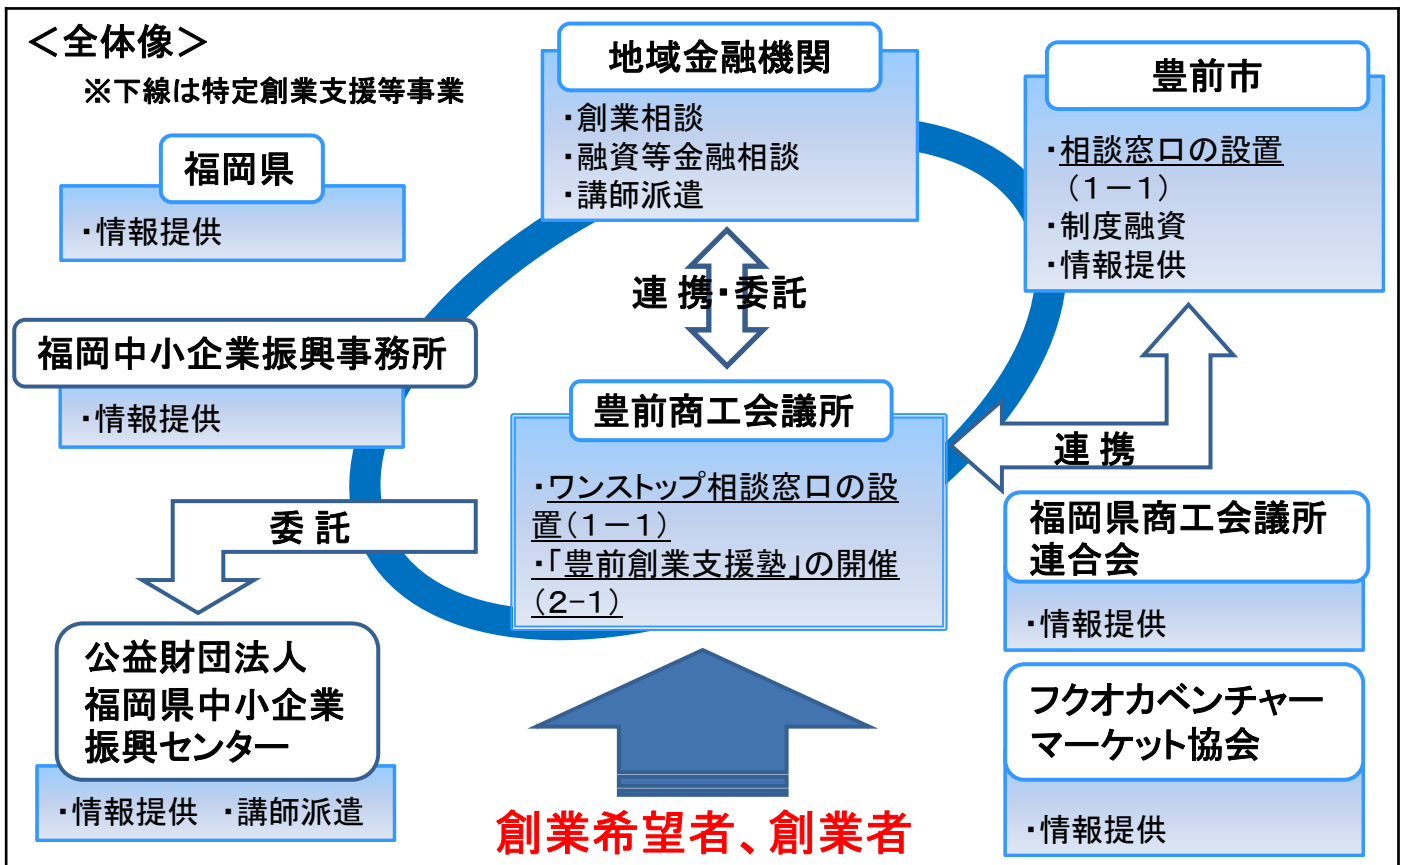 ＜全体像＞
※下線は特定創業支援等事業
地域金融機関
・創業相談
・融資等金融相談
・講師派遣
豊前市
・相談窓口の設置
（１－１）
・制度融資
・情報提供
福岡県
・情報提供
連 携・委託
福岡中小企業振興事務所
・情報提供
豊前商工会議所
・ワンストップ相談窓口の設
置（１－１）
・「豊前創業支援塾」の開催
（２-１）
連 携
委 託
福岡県商工会議所
連合会
・情報提供
公益財団法人
福岡県中小企業
振興センター
・情報提供 ・講師派遣
フクオカベンチャー
マーケット協会
・情報提供
創業希望者、創業者